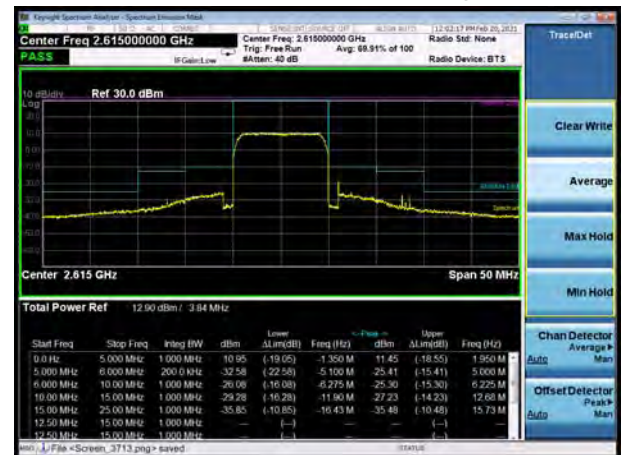 Keysight Spectrum Analyzer - Spectrum Emission Mask
Center Freq 2.615000000 GHz
PASS
IFGain:Low
Center Freq: 2.615000000 GHz
Trig: Free Run Avg: 69.91% of 100
#Atten: 40 dB
12:02:17 PM Feb 20, 2021
Radio Std: None
Radio Device: BTS
Trace/Det
10 dB/div Ref 30.0 dBm
Log
Center 2.615 GHz
Span 50 MHz
Total Power Ref 12.90 dBm / 3.84 MHz
Lower <-Peak-> Upper
Start Freq Stop Freq Integ BW dBm ΔLim(dB) Freq (Hz) dBm ΔLim(dB) Freq (Hz)
0.0 Hz 5.000 MHz 1.000 MHz 10.95 (-19.05) -1.350 M 11.45 (-18.55) 1.950 M
5.000 MHz 6.000 MHz 200.0 kHz -32.58 (-22.58) -5.100 M -25.41 (-15.41) 5.000 M
6.000 MHz 10.00 MHz 1.000 MHz -26.08 (-16.08) -6.275 M -25.30 (-15.30) 6.225 M
10.00 MHz 15.00 MHz 1.000 MHz -29.28 (-16.28) -11.90 M -27.23 (-14.23) 12.68 M
15.00 MHz 25.00 MHz 1.000 MHz -35.85 (-10.85) -16.43 M -35.48 (-10.48) 15.73 M
12.50 MHz 15.00 MHz 1.000 MHz --- (---) --- --- (---) ---
12.50 MHz 15.00 MHz 1.000 MHz --- (---) --- --- (---) ---
Clear Write
Average
Max Hold
Min Hold
Chan Detector
Average
Auto Man
Offset Detector
Peak
Auto Man
MSG File <Screen_3713.png> saved
STATUS